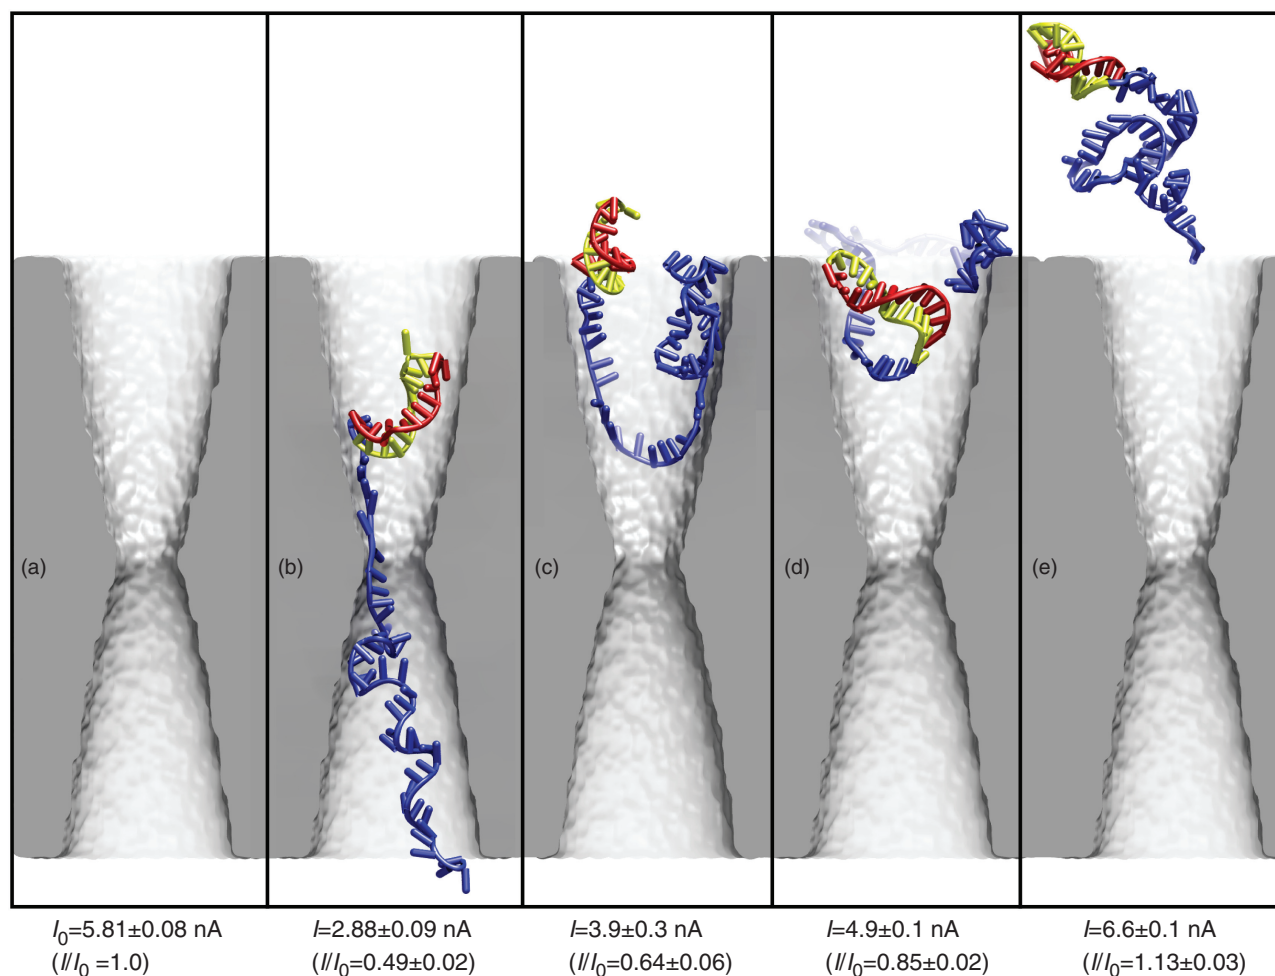 (a)
(b)
(c)
(d)
(e)
I0=5.81±0.08 nA
(I/I0 =1.0)
I=2.88±0.09 nA
(I/I0=0.49±0.02)
I=3.9±0.3 nA
(I/I0=0.64±0.06)
I=4.9±0.1 nA
(I/I0=0.85±0.02)
I=6.6±0.1 nA
(I/I0=1.13±0.03)